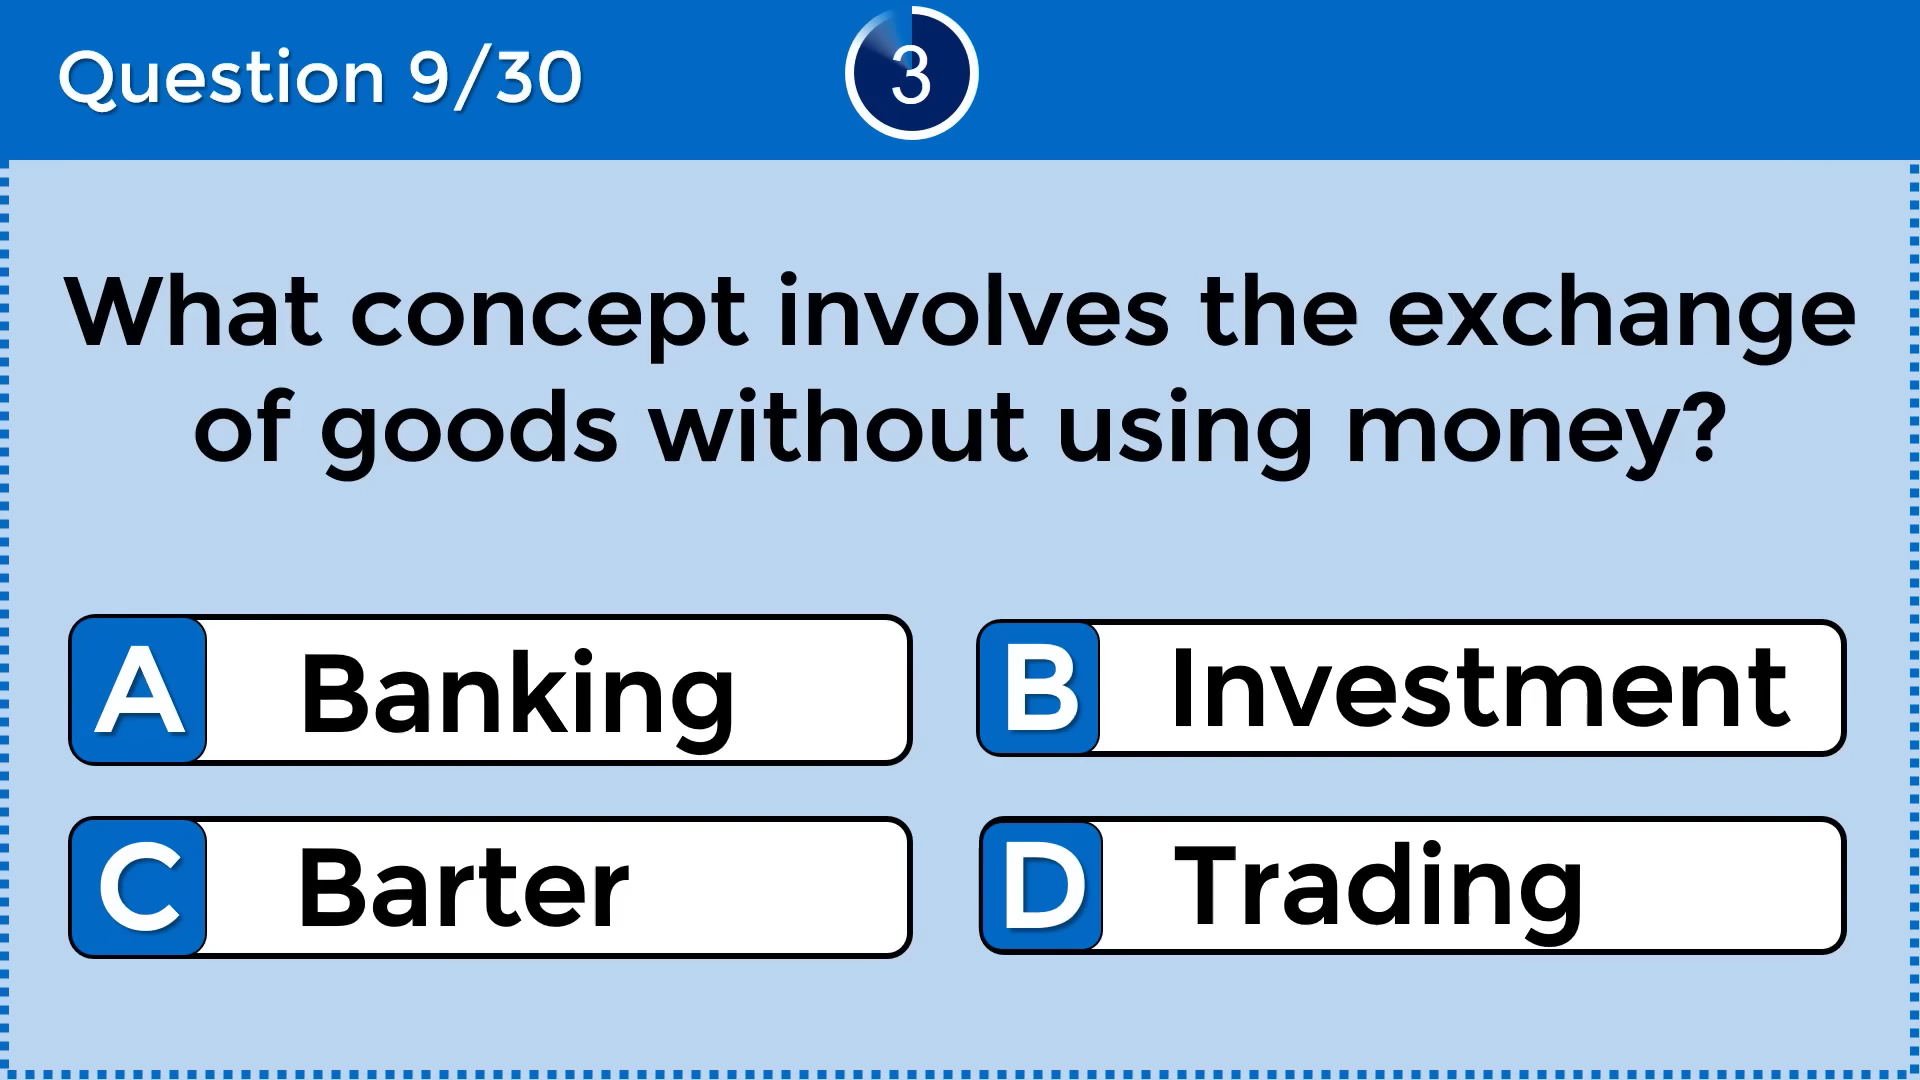 Question 9/30
3
What concept involves the exchange
of goods without using money?
A Banking
B Investment
C Barter
D Trading